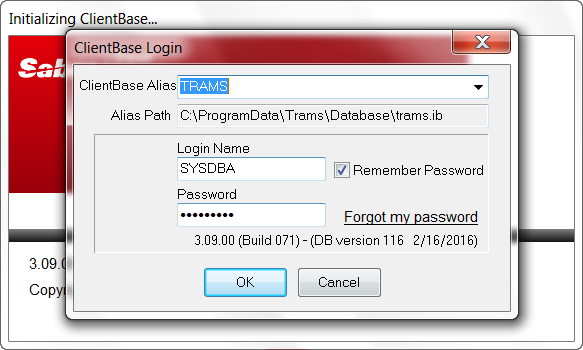 Initializing ClientBase...
ClientBase Login
Sab
ClientBase Alias TRAMS
Alias Path C:\ProgramData\Trams\Database\trams.ib
Login Name
SYSDBA
Remember Password
Password
•••••••••
Forgot my password
3.09.00 (Build 071) - (DB version 116 2/16/2016)
3.09.0
OK Cancel
Copyr